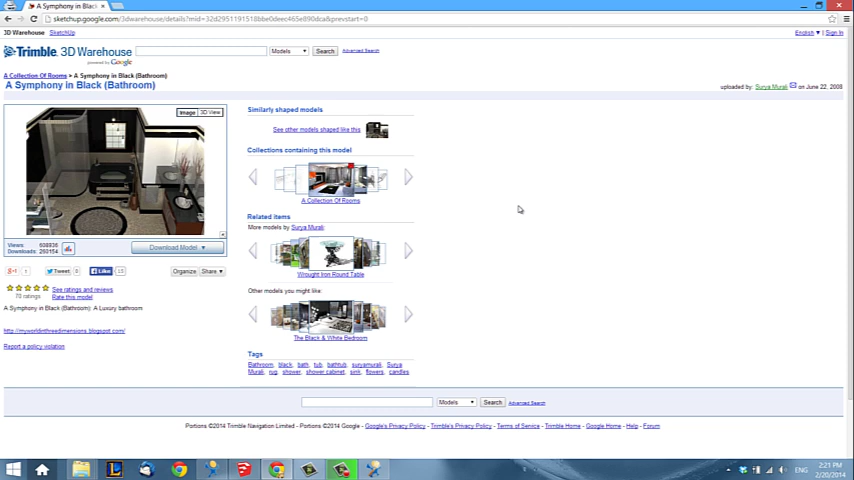 A Symphony in Black
sketchup.google.com/3dwarehouse/details?mid=32d2951191518bbe0deec465e890dca&prevstart=0
3D Warehouse SketchUp
English ▼ | Sign In
Trimble. 3D Warehouse
powered by Google
Models ▼ Search Advanced Search
A Collection Of Rooms > A Symphony in Black (Bathroom)
A Symphony in Black (Bathroom)
uploaded by: Surya Murali on June 22, 2008
Image 3D View
Similarly shaped models
See other models shaped like this
Collections containing this model
A Collection Of Rooms
Related items
More models by Surya Murali:
Wrought Iron Round Table
Views: 608936
Downloads: 260154
Download Model ▼
g+1 1 Tweet 8 Like 13 Organize Share ▼
See ratings and reviews
70 ratings Rate this model
A Symphony in Black (Bathroom): A Luxury bathroom
http://myworldinthreedimensions.blogspot.com/
Report a policy violation
Other models you might like:
The Black & White Bedroom
Tags
Bathroom, black, bath, tub, bathtub, suryamurali, Surya
Murali, rug, shower, shower cabinet, sink, flowers, candles
Models ▼ Search Advanced Search
Portions ©2014 Trimble Navigation Limited - Portions ©2014 Google - Google's Privacy Policy - Trimble's Privacy Policy - Terms of Service - Trimble Home - Google Home - Help - Forum
ENG
2:21 PM
2/20/2014